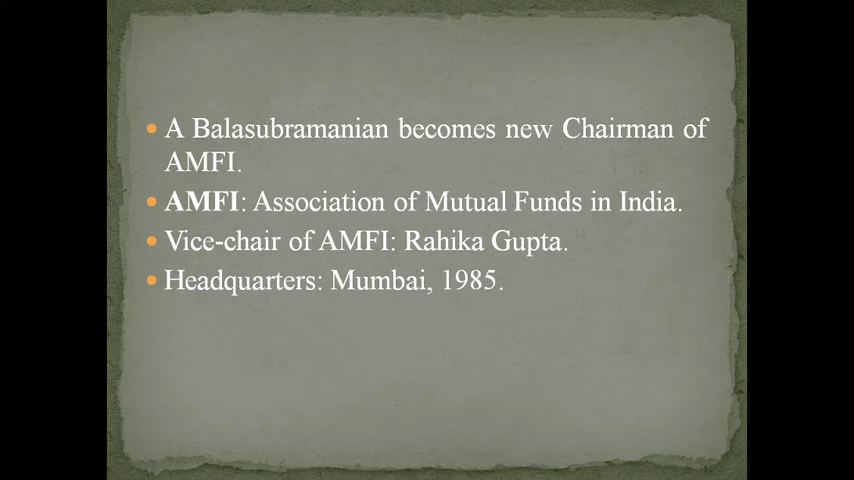 A Balasubramanian becomes new Chairman of
AMFI.
AMFI: Association of Mutual Funds in India.
Vice-chair of AMFI: Rahika Gupta.
Headquarters: Mumbai, 1985.